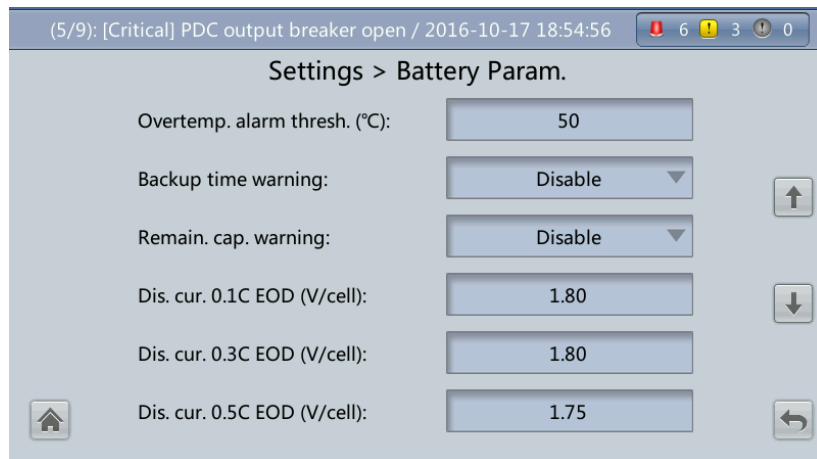 (5/9): [Critical] PDC output breaker open / 2016-10-17 18:54:56 6 3 0
Settings > Battery Param.
Overtemp. alarm thresh. (℃): 50
Backup time warning: Disable
Remain. cap. warning: Disable
Dis. cur. 0.1C EOD (V/cell): 1.80
Dis. cur. 0.3C EOD (V/cell): 1.80
Dis. cur. 0.5C EOD (V/cell): 1.75